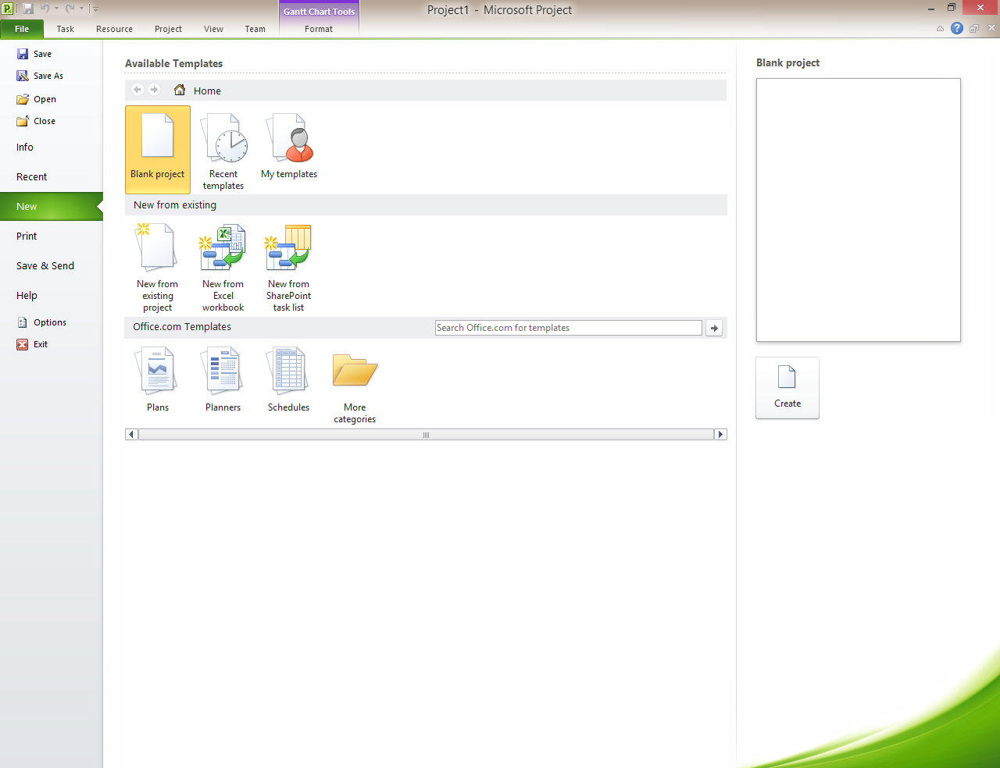 Gantt Chart Tools
Project1 - Microsoft Project
File
Task
Resource
Project
View
Team
Format
Save
Save As
Open
Close
Info
Recent
New
Print
Save & Send
Help
Options
Exit
Available Templates
Home
Blank project
Recent
templates
My templates
New from existing
New from
existing
project
New from
Excel
workbook
New from
SharePoint
task list
Office.com Templates
Search Office.com for templates
Plans
Planners
Schedules
More
categories
Blank project
Create